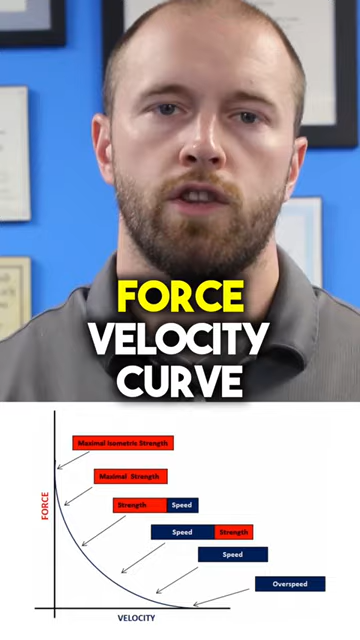 FORCE
VELOCITY
CURVE
Maximal Isometric Strength
Maximal Strength
Strength Speed
Speed Strength
Speed
Overspeed
FORCE
VELOCITY